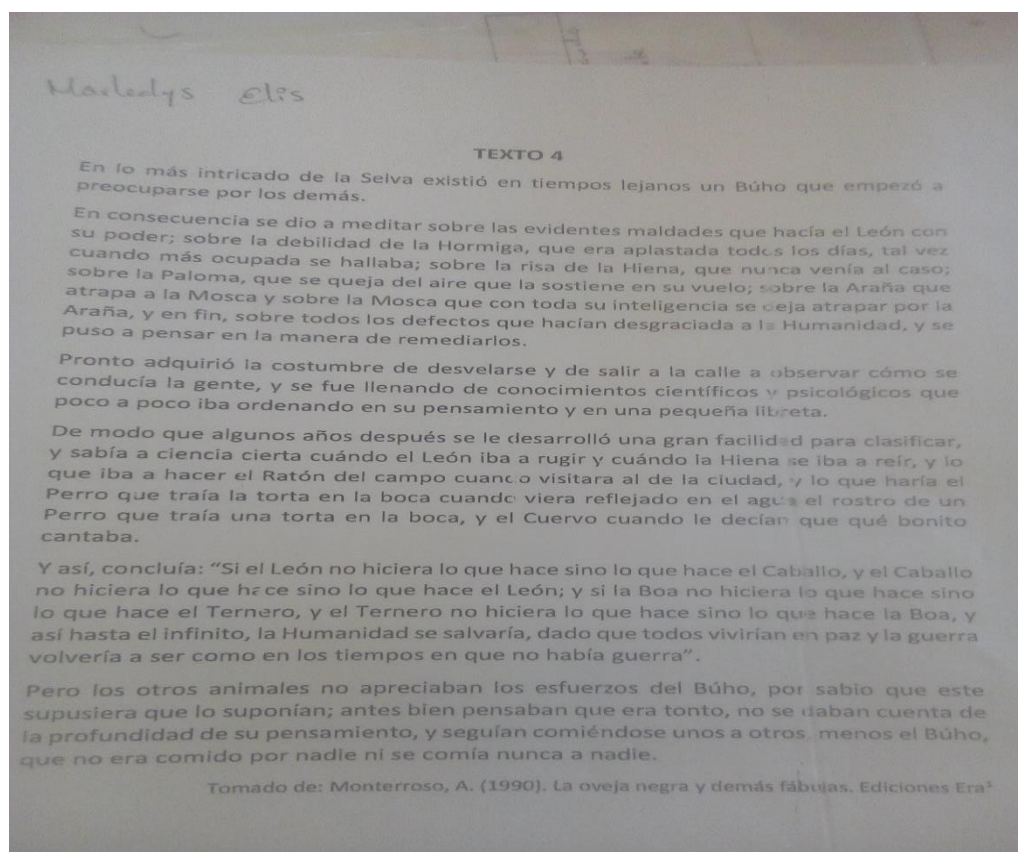 Marledys Elis
TEXTO 4
En lo más intricado de la Selva existió en tiempos lejanos un Búho que empezó a
preocuparse por los demás.
En consecuencia se dio a meditar sobre las evidentes maldades que hacía el León con
su poder; sobre la debilidad de la Hormiga, que era aplastada todos los días, tal vez
cuando más ocupada se hallaba; sobre la risa de la Hiena, que nunca venía al caso;
sobre la Paloma, que se queja del aire que la sostiene en su vuelo; sobre la Araña que
atrapa a la Mosca y sobre la Mosca que con toda su inteligencia se deja atrapar por la
Araña, y en fin, sobre todos los defectos que hacían desgraciada a la Humanidad, y se
puso a pensar en la manera de remediarlos.
Pronto adquirió la costumbre de desvelarse y de salir a la calle a observar cómo se
conducía la gente, y se fue llenando de conocimientos científicos y psicológicos que
poco a poco iba ordenando en su pensamiento y en una pequeña libreta.
De modo que algunos años después se le desarrolló una gran facilidad para clasificar,
y sabía a ciencia cierta cuándo el León iba a rugir y cuándo la Hiena se iba a reír, y lo
que iba a hacer el Ratón del campo cuando visitara al de la ciudad, y lo que haría el
Perro que traía la torta en la boca cuando viera reflejado en el agua el rostro de un
Perro que traía una torta en la boca, y el Cuervo cuando le decían que qué bonito
cantaba.
Y así, concluía: "Si el León no hiciera lo que hace sino lo que hace el Caballo, y el Caballo
no hiciera lo que hace sino lo que hace el León; y si la Boa no hiciera lo que hace sino
lo que hace el Ternero, y el Ternero no hiciera lo que hace sino lo que hace la Boa, y
así hasta el infinito, la Humanidad se salvaría, dado que todos vivirían en paz y la guerra
volvería a ser como en los tiempos en que no había guerra".
Pero los otros animales no apreciaban los esfuerzos del Búho, por sabio que este
supusiera que lo suponían; antes bien pensaban que era tonto, no se daban cuenta de
la profundidad de su pensamiento, y seguían comiéndose unos a otros, menos el Búho,
que no era comido por nadie ni se comía nunca a nadie.
Tomado de: Monterroso, A. (1990). La oveja negra y demás fábulas. Ediciones Era³